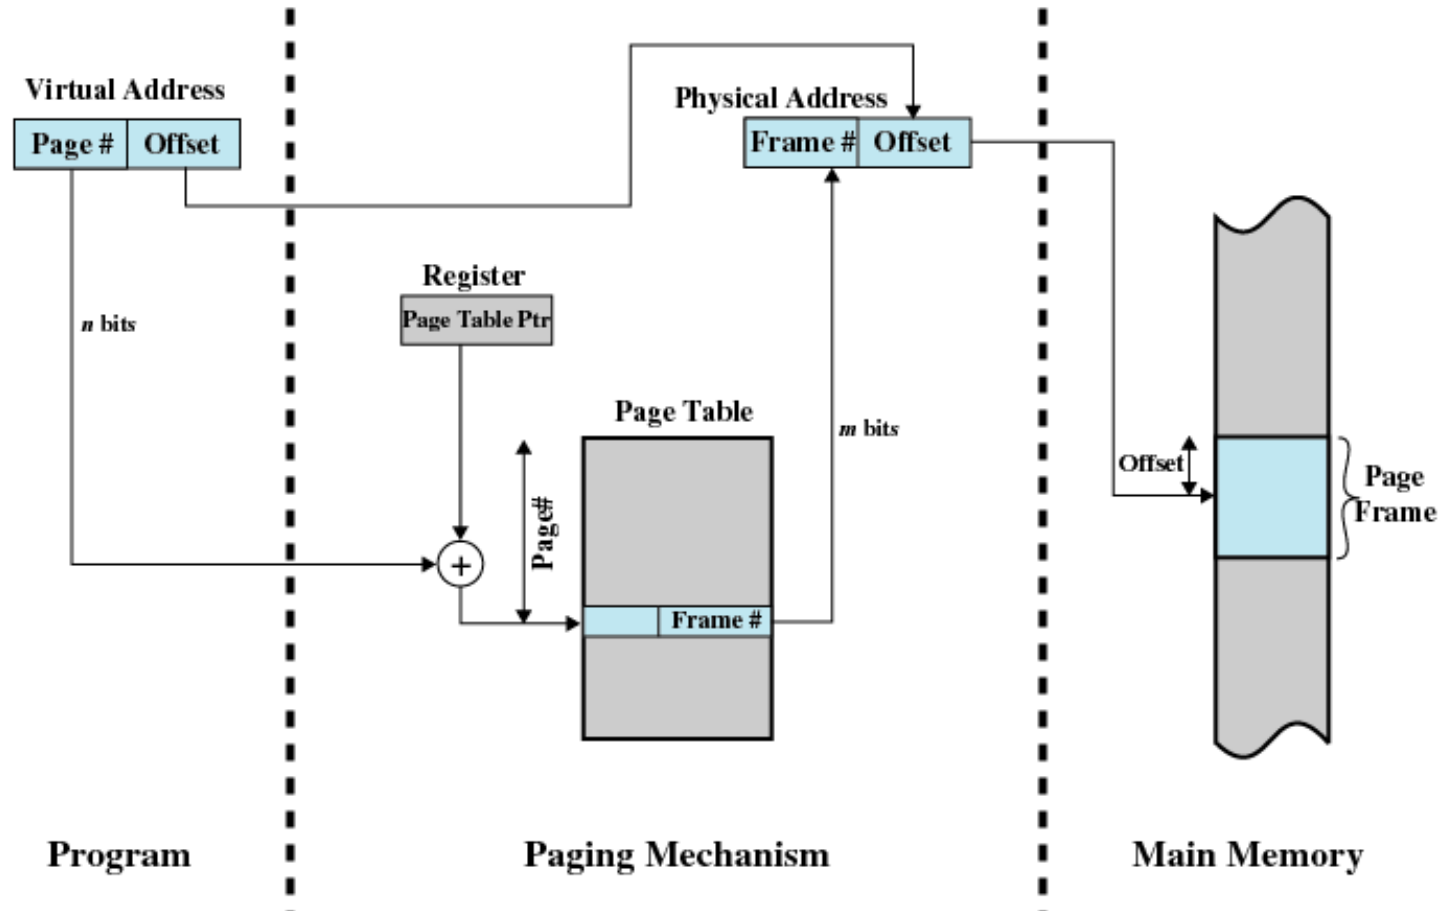 Virtual Address
Page # Offset
Physical Address
Frame # Offset
n bits
Register
Page Table Ptr
Page Table
m bits
Page#
+
Frame #
Offset
Page
Frame
Program
Paging Mechanism
Main Memory